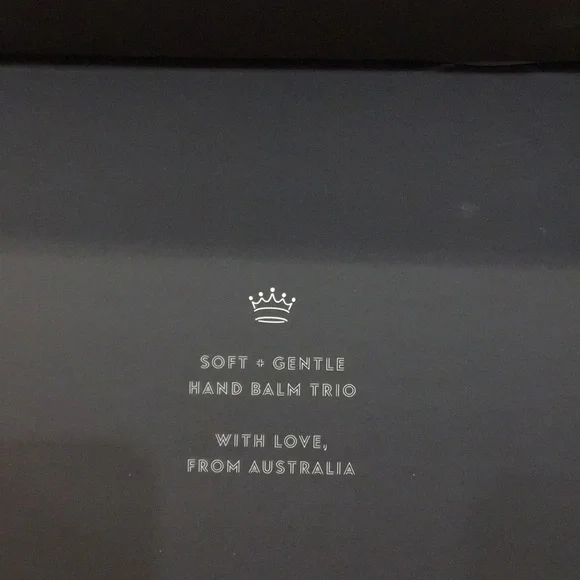 SOFT + GENTLE
HAND BALM TRIO
WITH LOVE,
FROM AUSTRALIA